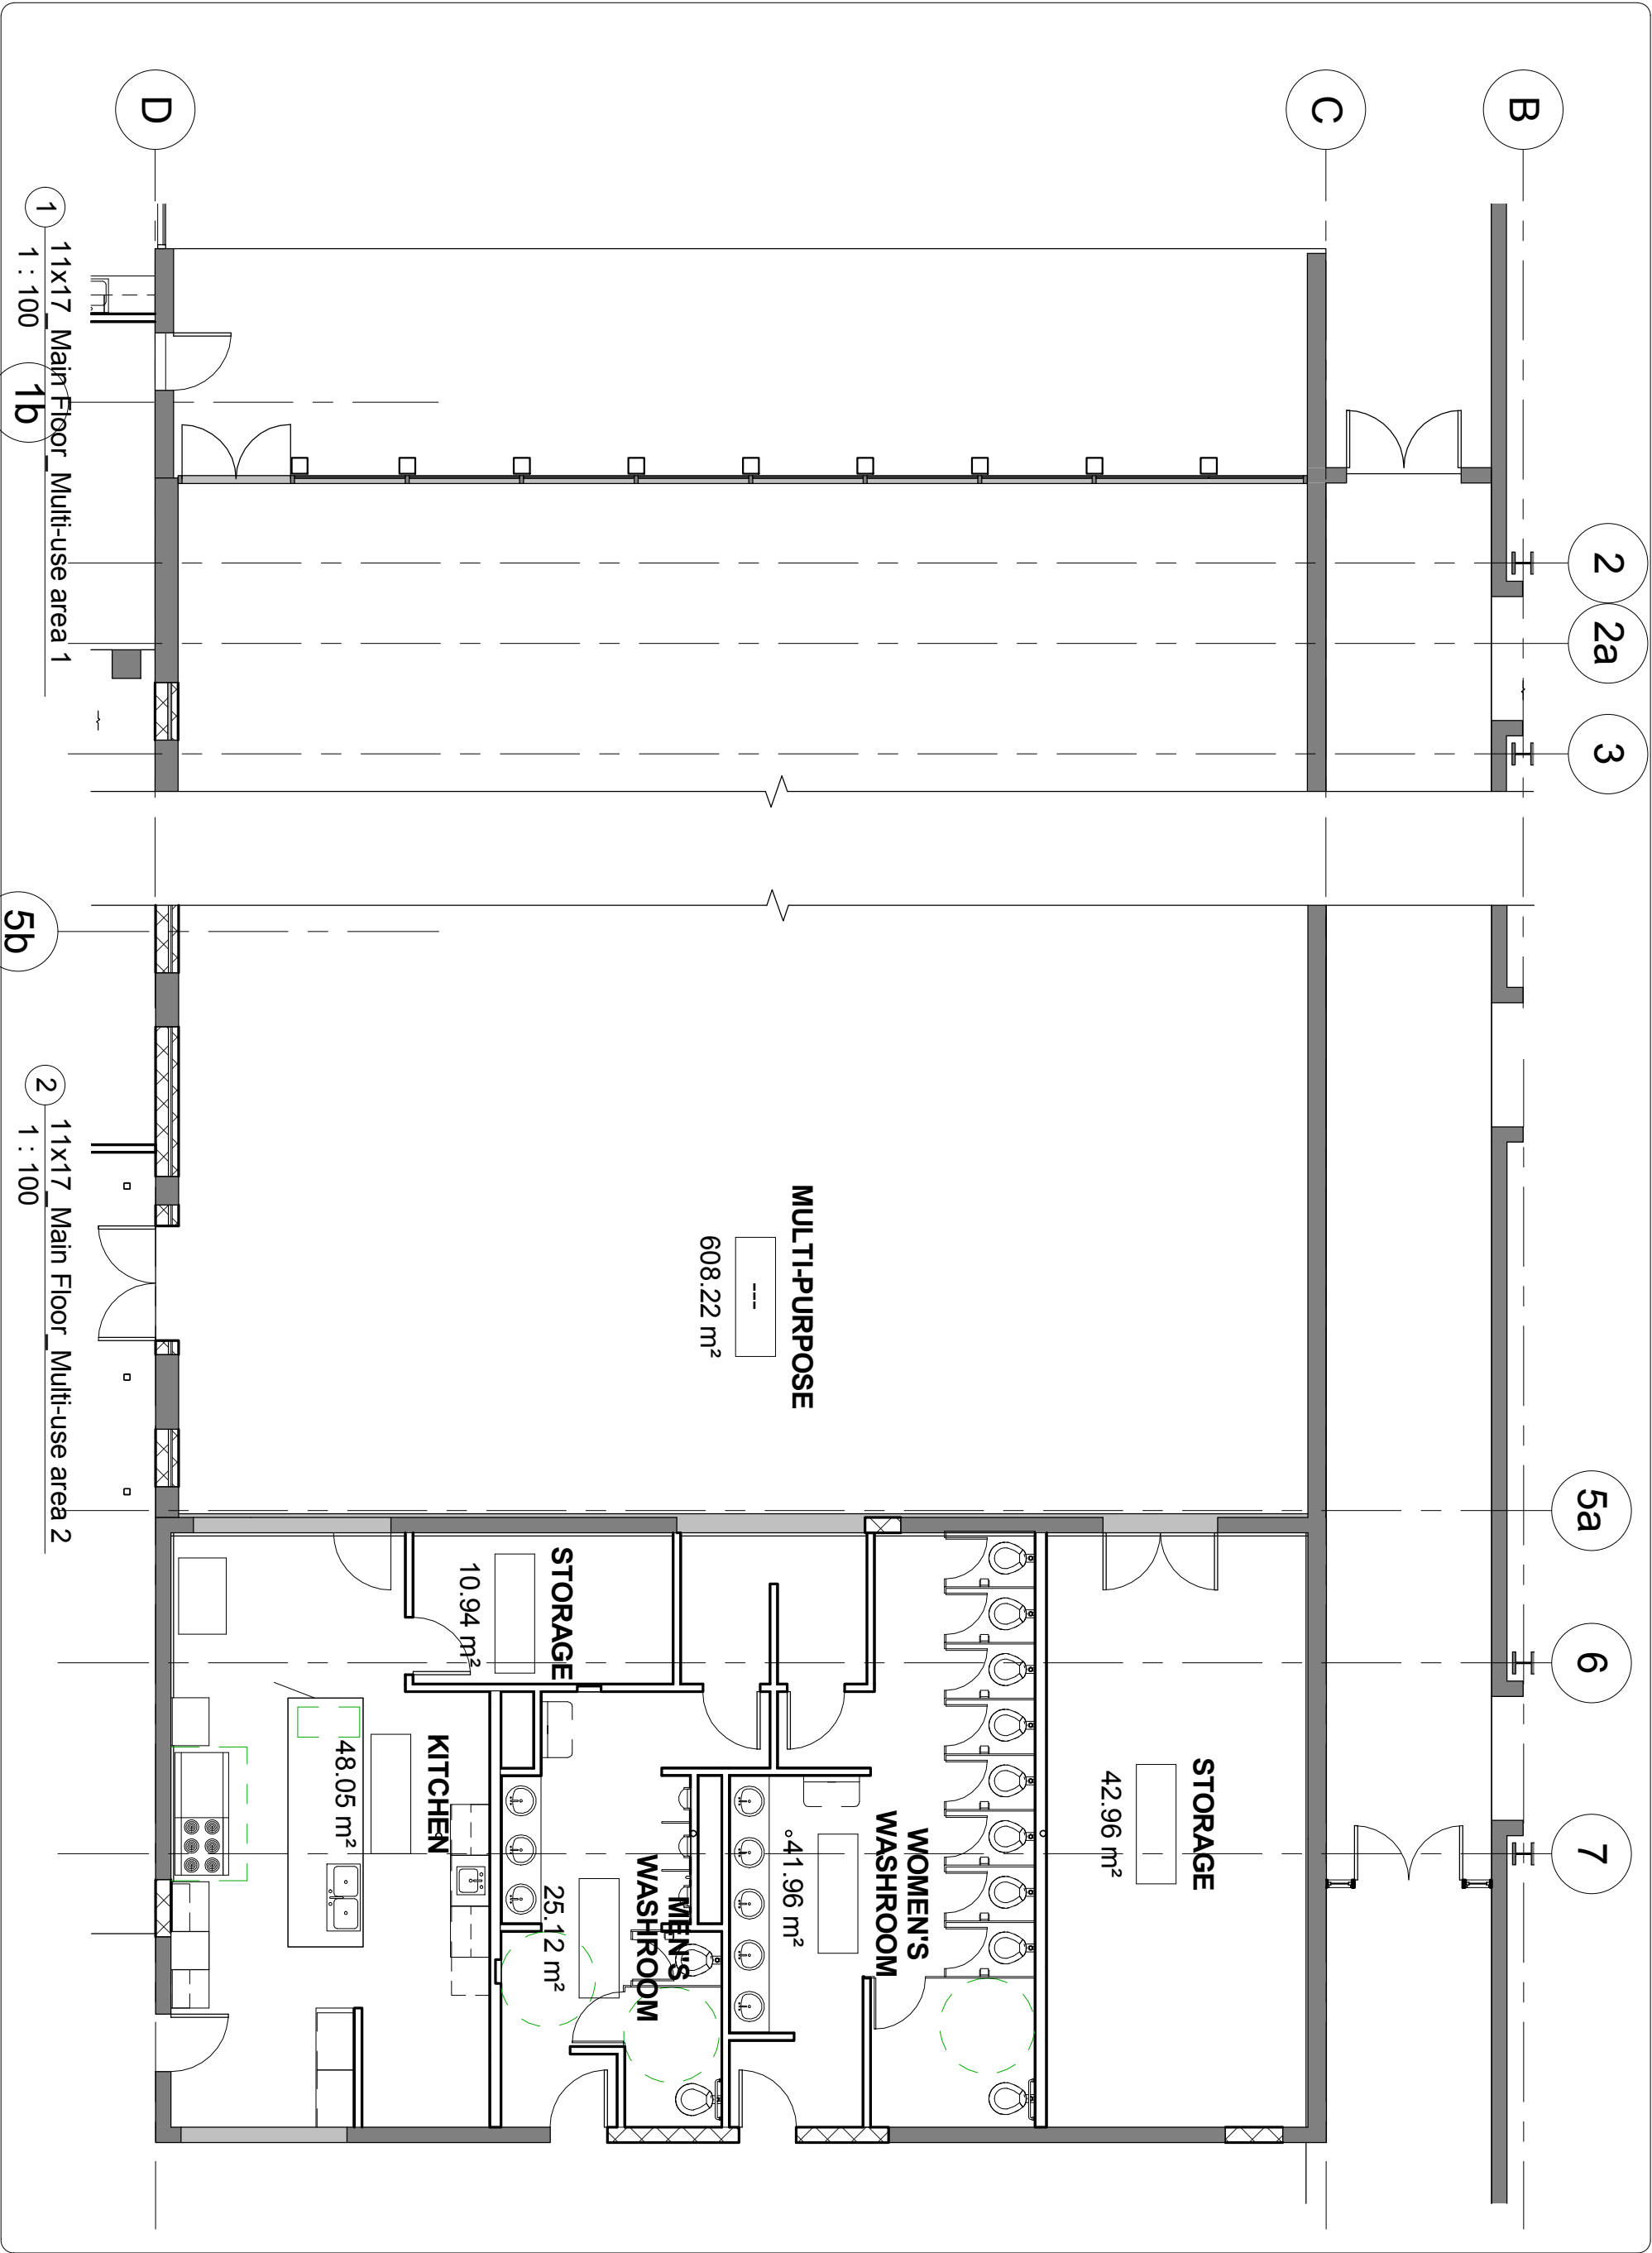 B
C
D
2
2a
3
5a
6
7
1b
5b
1
11x17_Main Floor_Multi-use area 1
1 : 100
2
11x17_Main Floor_Multi-use area 2
1 : 100
MULTI-PURPOSE
---
608.22 m²
STORAGE
42.96 m²
WOMEN'S
WASHROOM
41.96 m²
MEN'S
WASHROOM
25.12 m²
STORAGE
10.94 m²
KITCHEN
48.05 m²